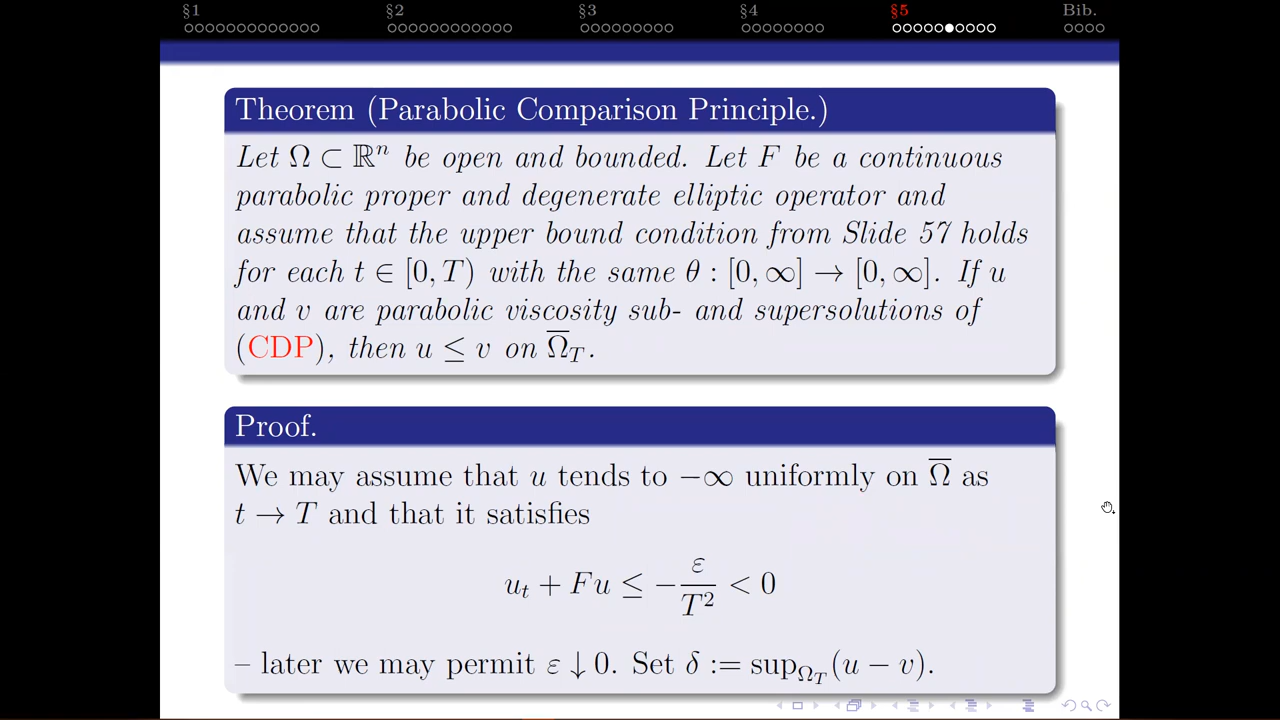 §1 §2 §3 §4 §5 Bib.
Theorem (Parabolic Comparison Principle.)
Let Ω ⊂ ℝⁿ be open and bounded. Let F be a continuous
parabolic proper and degenerate elliptic operator and
assume that the upper bound condition from Slide 57 holds
for each t ∈ [0, T) with the same θ : [0, ∞] → [0, ∞]. If u
and v are parabolic viscosity sub- and supersolutions of
(CDP), then u ≤ v on Ω̅_T.
Proof.
We may assume that u tends to −∞ uniformly on Ω̅ as
t → T and that it satisfies
u_t + Fu ≤ −ε/T² < 0
– later we may permit ε ↓ 0. Set δ := sup_{Ω_T}(u − v).